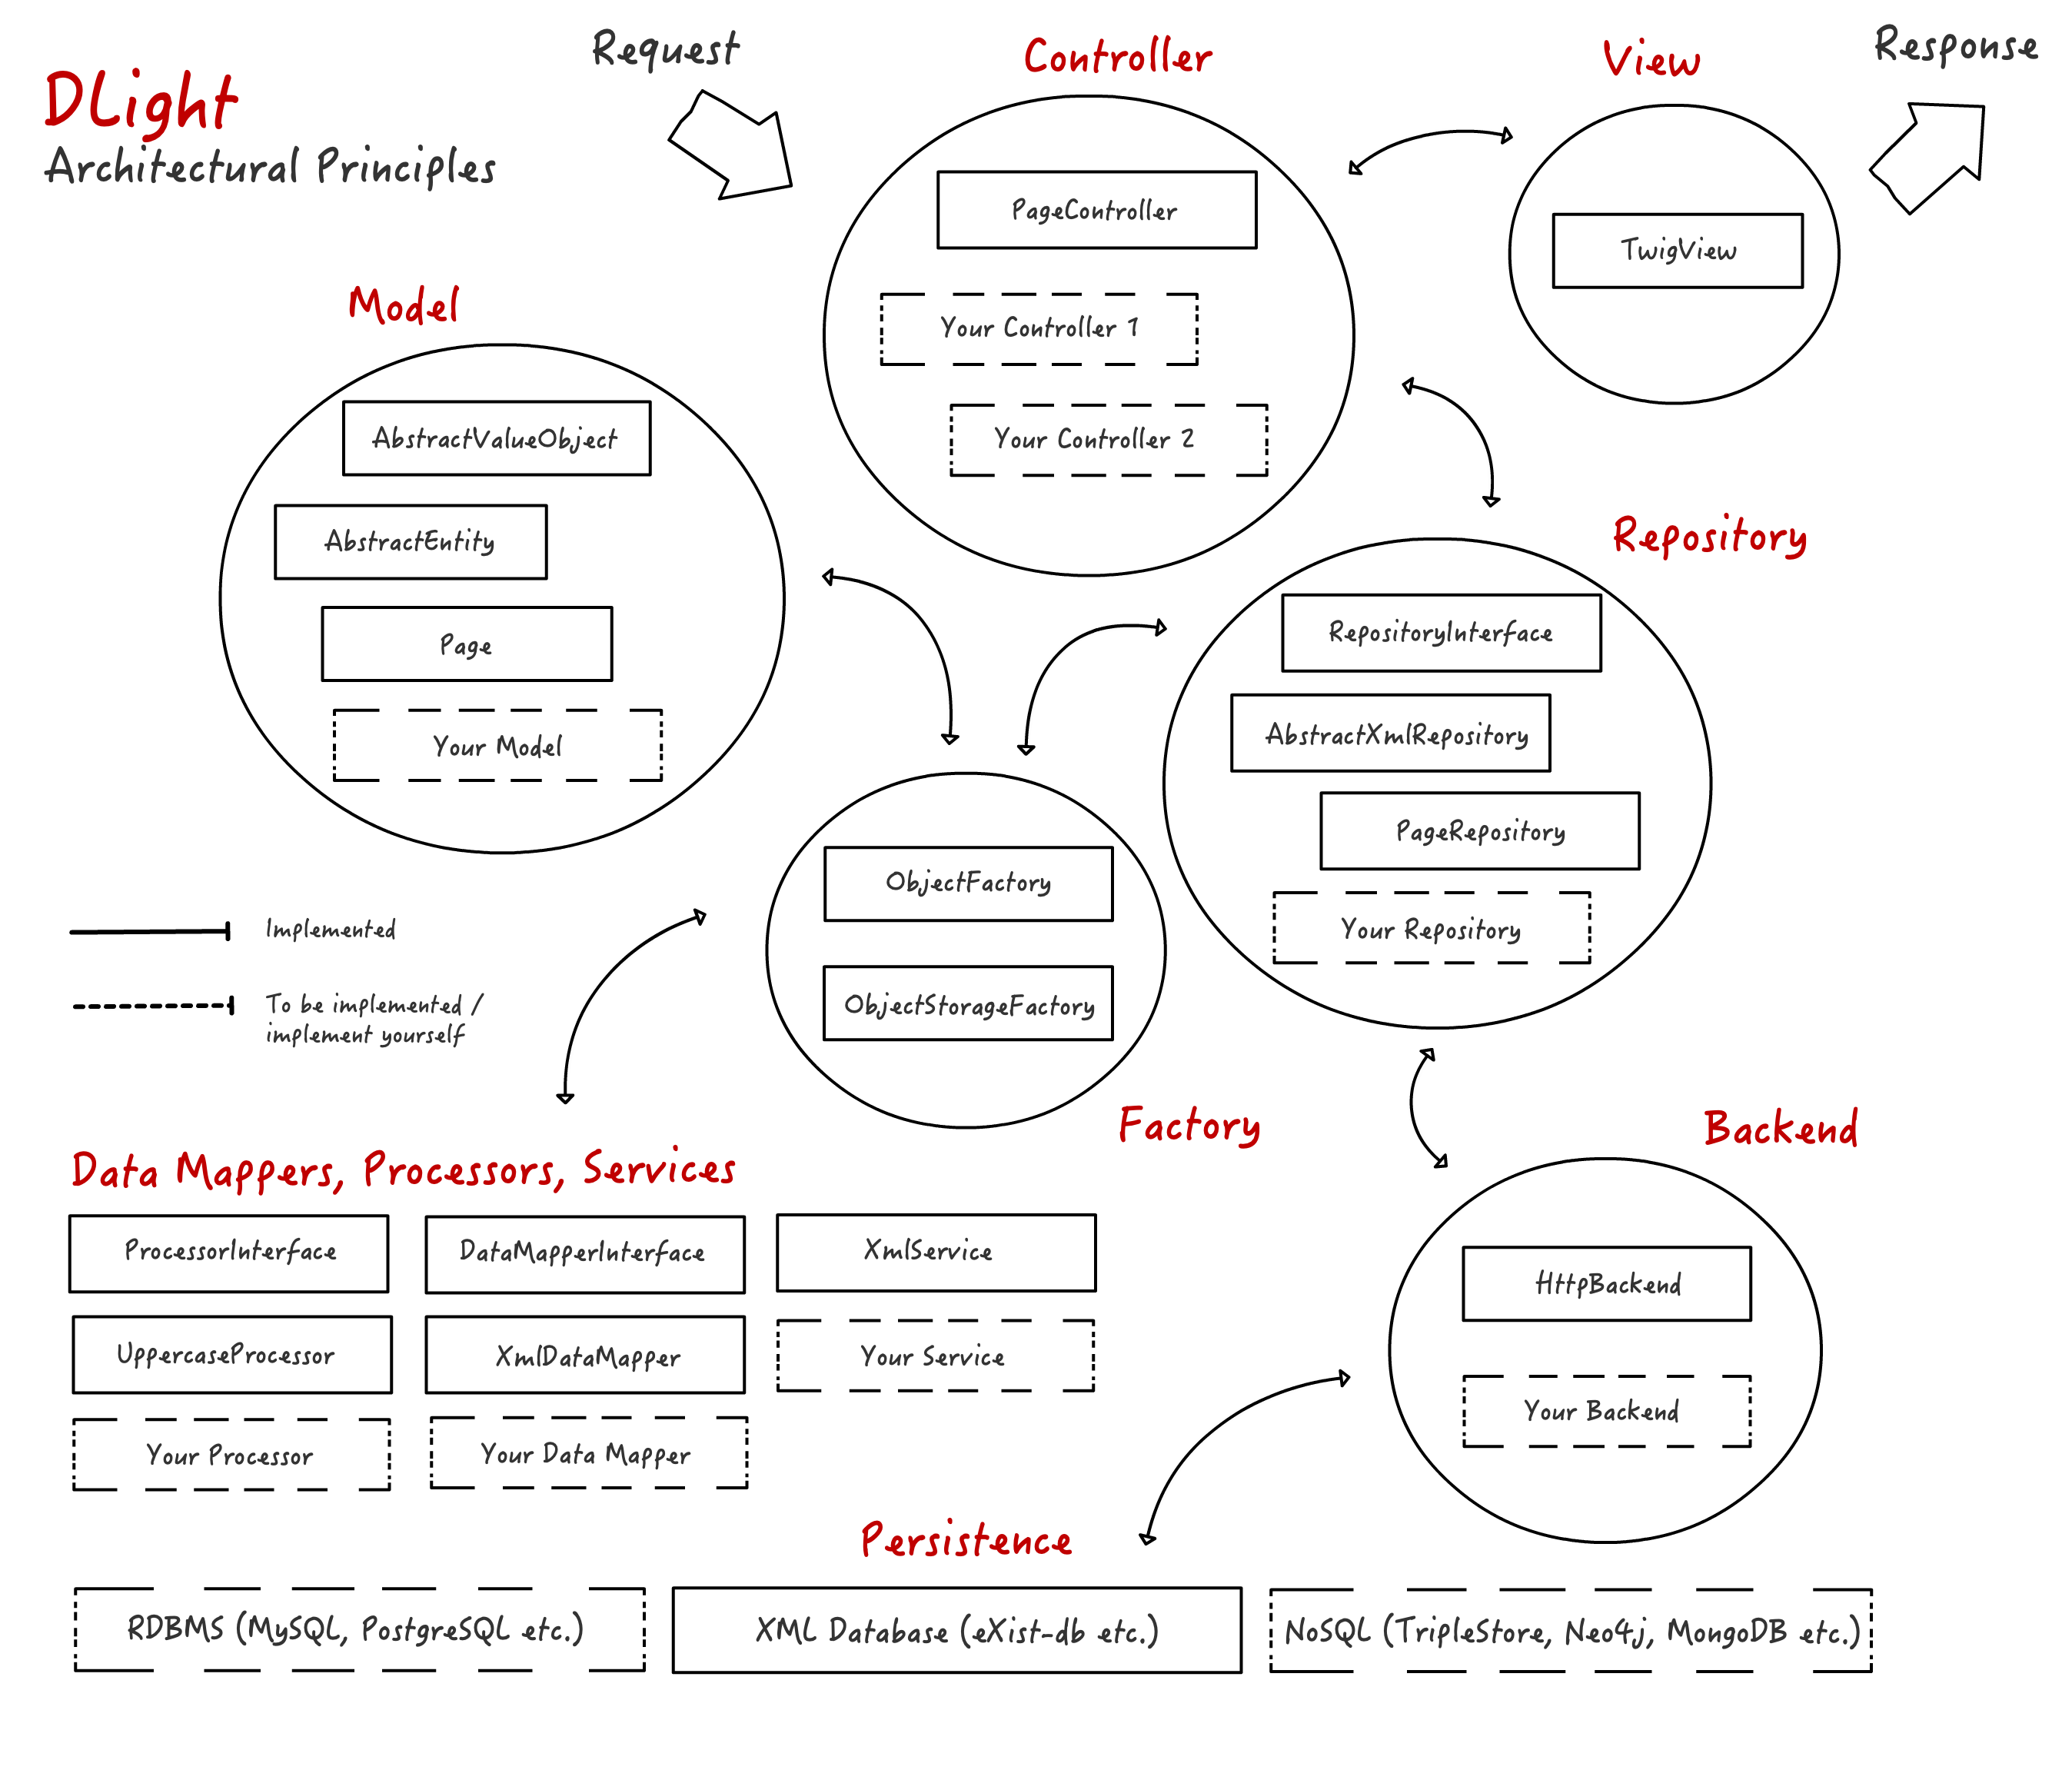 DLight
Architectural Principles
Request
Controller
View
Response
PageController
Your Controller 1
Your Controller 2
TwigView
Model
AbstractValueObject
AbstractEntity
Page
Your Model
Repository
RepositoryInterface
AbstractXmlRepository
PageRepository
Your Repository
ObjectFactory
ObjectStorageFactory
Factory
Implemented
To be implemented /
implement yourself
Backend
HttpBackend
Your Backend
Data Mappers, Processors, Services
ProcessorInterface
DataMapperInterface
XmlService
UppercaseProcessor
XmlDataMapper
Your Service
Your Processor
Your Data Mapper
Persistence
RDBMS (MySQL, PostgreSQL etc.)
XML Database (eXist-db etc.)
NoSQL (TripleStore, Neo4j, MongoDB etc.)